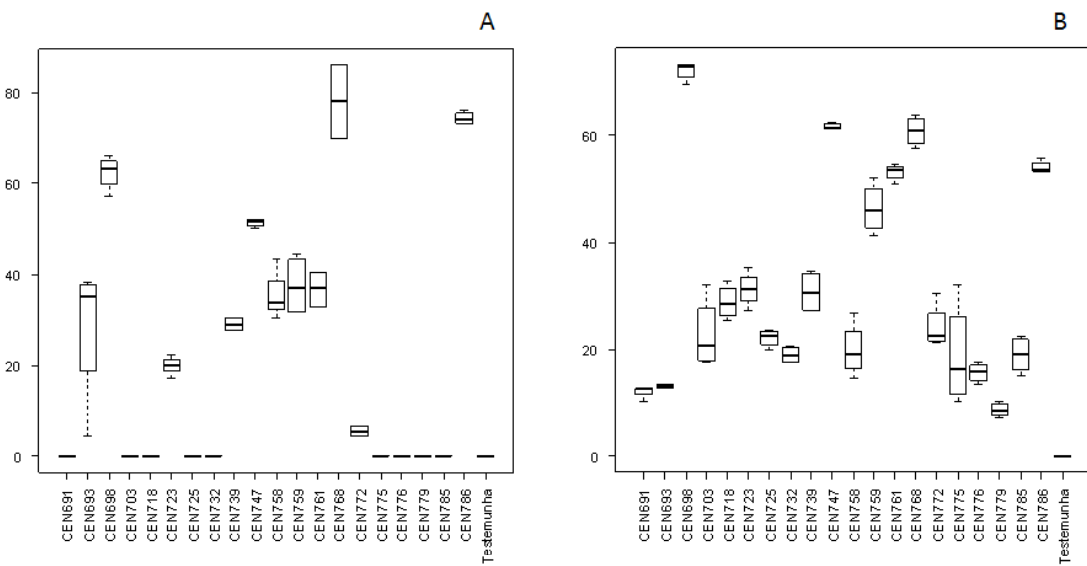 A
80
60
40
20
0
CEN691
CEN693
CEN698
CEN703
CEN718
CEN723
CEN725
CEN732
CEN739
CEN747
CEN758
CEN759
CEN761
CEN768
CEN772
CEN775
CEN776
CEN779
CEN785
CEN786
Testemunha
B
60
40
20
0
CEN691
CEN693
CEN698
CEN703
CEN718
CEN723
CEN725
CEN732
CEN739
CEN747
CEN758
CEN759
CEN761
CEN768
CEN772
CEN775
CEN776
CEN779
CEN785
CEN786
Testemunha